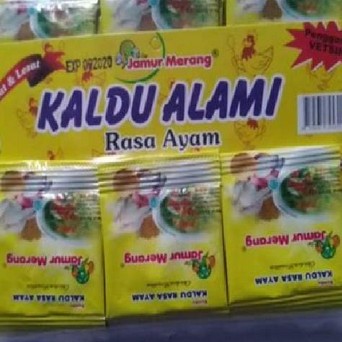 EXP 092020
Jamur Merang®
& Lezat
KALDU ALAMI
Rasa Ayam
Pengganti
VETSIN
Jamur Merang
KALDU RASA AYAM
Jamur Merang
KALDU RASA AYAM
Jamur Merang
KALDU RASA AYAM